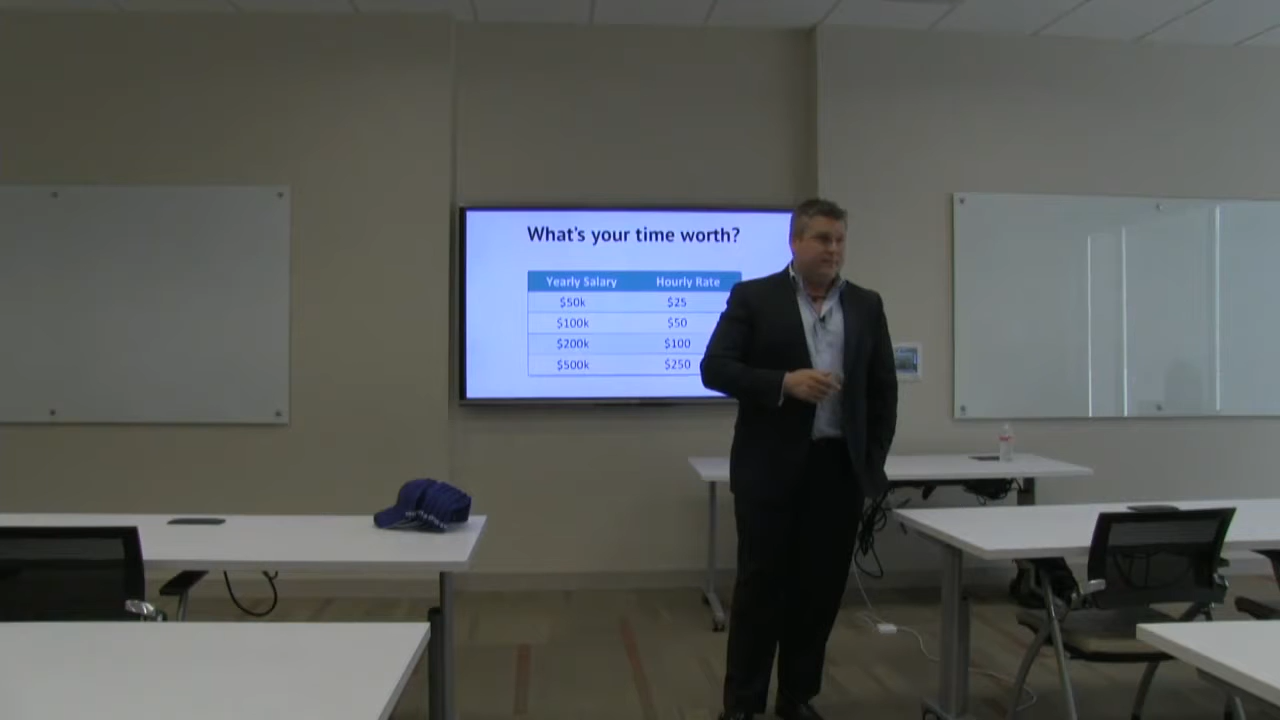 What's your time worth?
Yearly Salary Hourly Rate
$50k $25
$100k $50
$200k $100
$500k $250